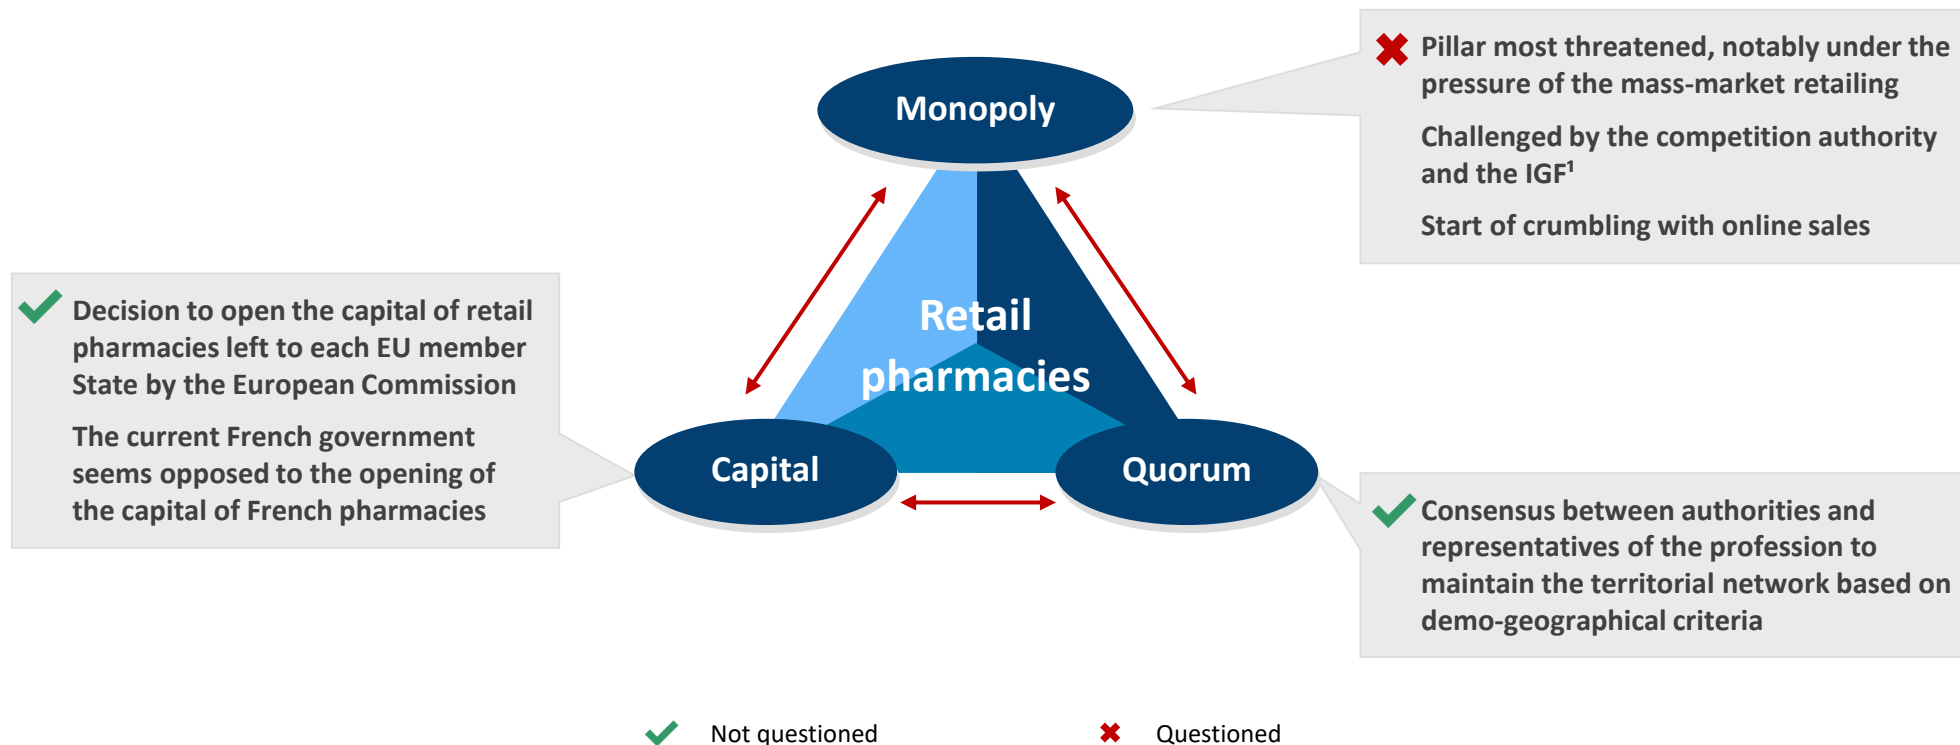 Monopoly
Pillar most threatened, notably under the
pressure of the mass-market retailing
Challenged by the competition authority
and the IGF¹
Start of crumbling with online sales
Decision to open the capital of retail
pharmacies left to each EU member
State by the European Commission
The current French government
seems opposed to the opening of
the capital of French pharmacies
Retail
pharmacies
Capital
Quorum
Consensus between authorities and
representatives of the profession to
maintain the territorial network based on
demo-geographical criteria
Not questioned
Questioned